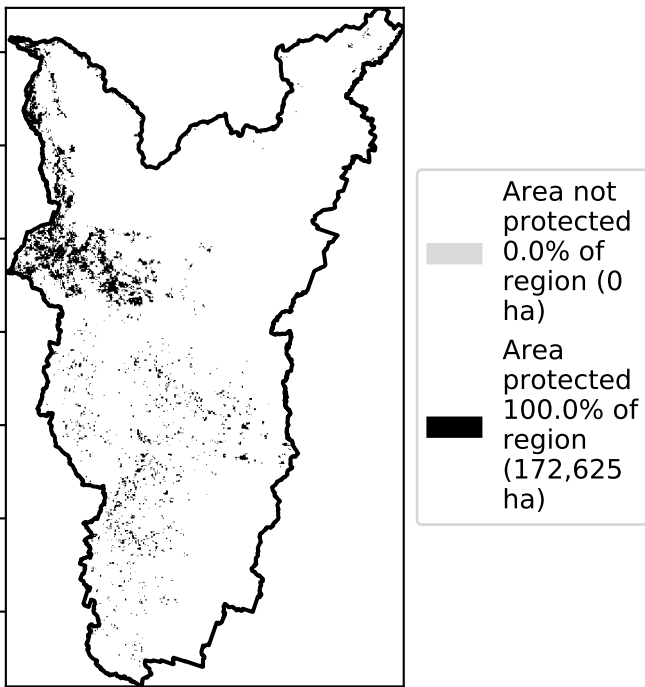 Area not
protected
0.0% of
region (0
ha)
Area
protected
100.0% of
region
(172,625
ha)